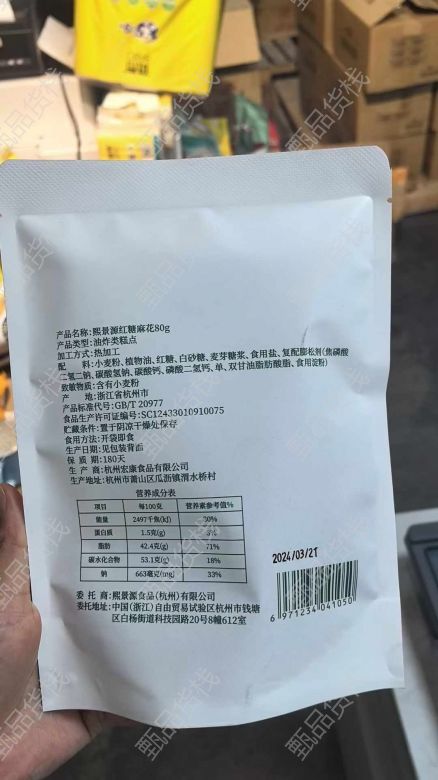 产品名称:熙景源红糖麻花80g
产品类型:油炸类糕点
加工方式:热加工
配 料:小麦粉、植物油、红糖、白砂糖、麦芽糖浆、食用盐、复配膨松剂(焦磷酸
二氢二钠、碳酸氢钠、碳酸钙、磷酸二氢钙、单、双甘油脂肪酸酯、食用淀粉)
致敏物质:含有小麦粉
产 地:浙江省杭州市
产品标准代号:GB/T 20977
食品生产许可证编号:SC12433010910075
贮藏条件:置于阴凉干燥处保存
食用方法:开袋即食
生产日期:见包装背面
保 质 期:180天
生 产 商:杭州宏康食品有限公司
生产地址:杭州市萧山区瓜沥镇渭水桥村
营养成分表
项目 每100克 营养素参考值%
能量 2497千焦(kJ) 30%
蛋白质 1.5克(g)
脂肪 42.4克(g) 71%
碳水化合物 53.1克(g) 18%
钠 663毫克(mg) 33%
2024/03/21
6 971234 041050
委 托 商:熙景源食品(杭州)有限公司
委托地址:中国(浙江)自由贸易试验区杭州市钱塘
区白杨街道科技园路20号8幢612室
甄品货栈